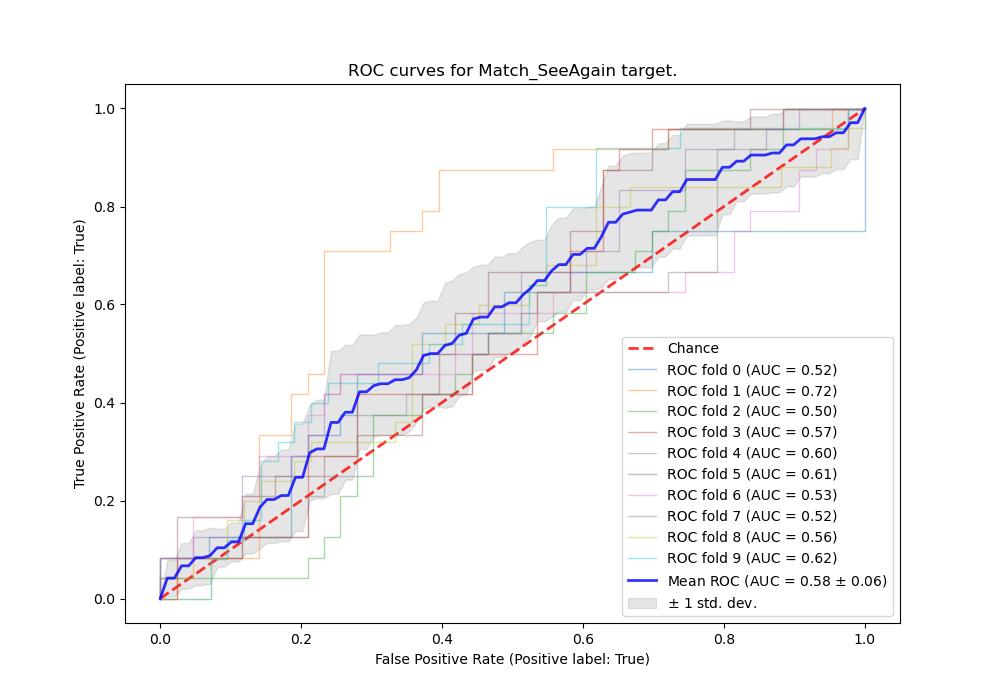 ROC curves for Match_SeeAgain target.
True Positive Rate (Positive label: True)
1.0
0.8
0.6
0.4
0.2
0.0
0.0 0.2 0.4 0.6 0.8 1.0
False Positive Rate (Positive label: True)
Chance
ROC fold 0 (AUC = 0.52)
ROC fold 1 (AUC = 0.72)
ROC fold 2 (AUC = 0.50)
ROC fold 3 (AUC = 0.57)
ROC fold 4 (AUC = 0.60)
ROC fold 5 (AUC = 0.61)
ROC fold 6 (AUC = 0.53)
ROC fold 7 (AUC = 0.52)
ROC fold 8 (AUC = 0.56)
ROC fold 9 (AUC = 0.62)
Mean ROC (AUC = 0.58 ± 0.06)
± 1 std. dev.